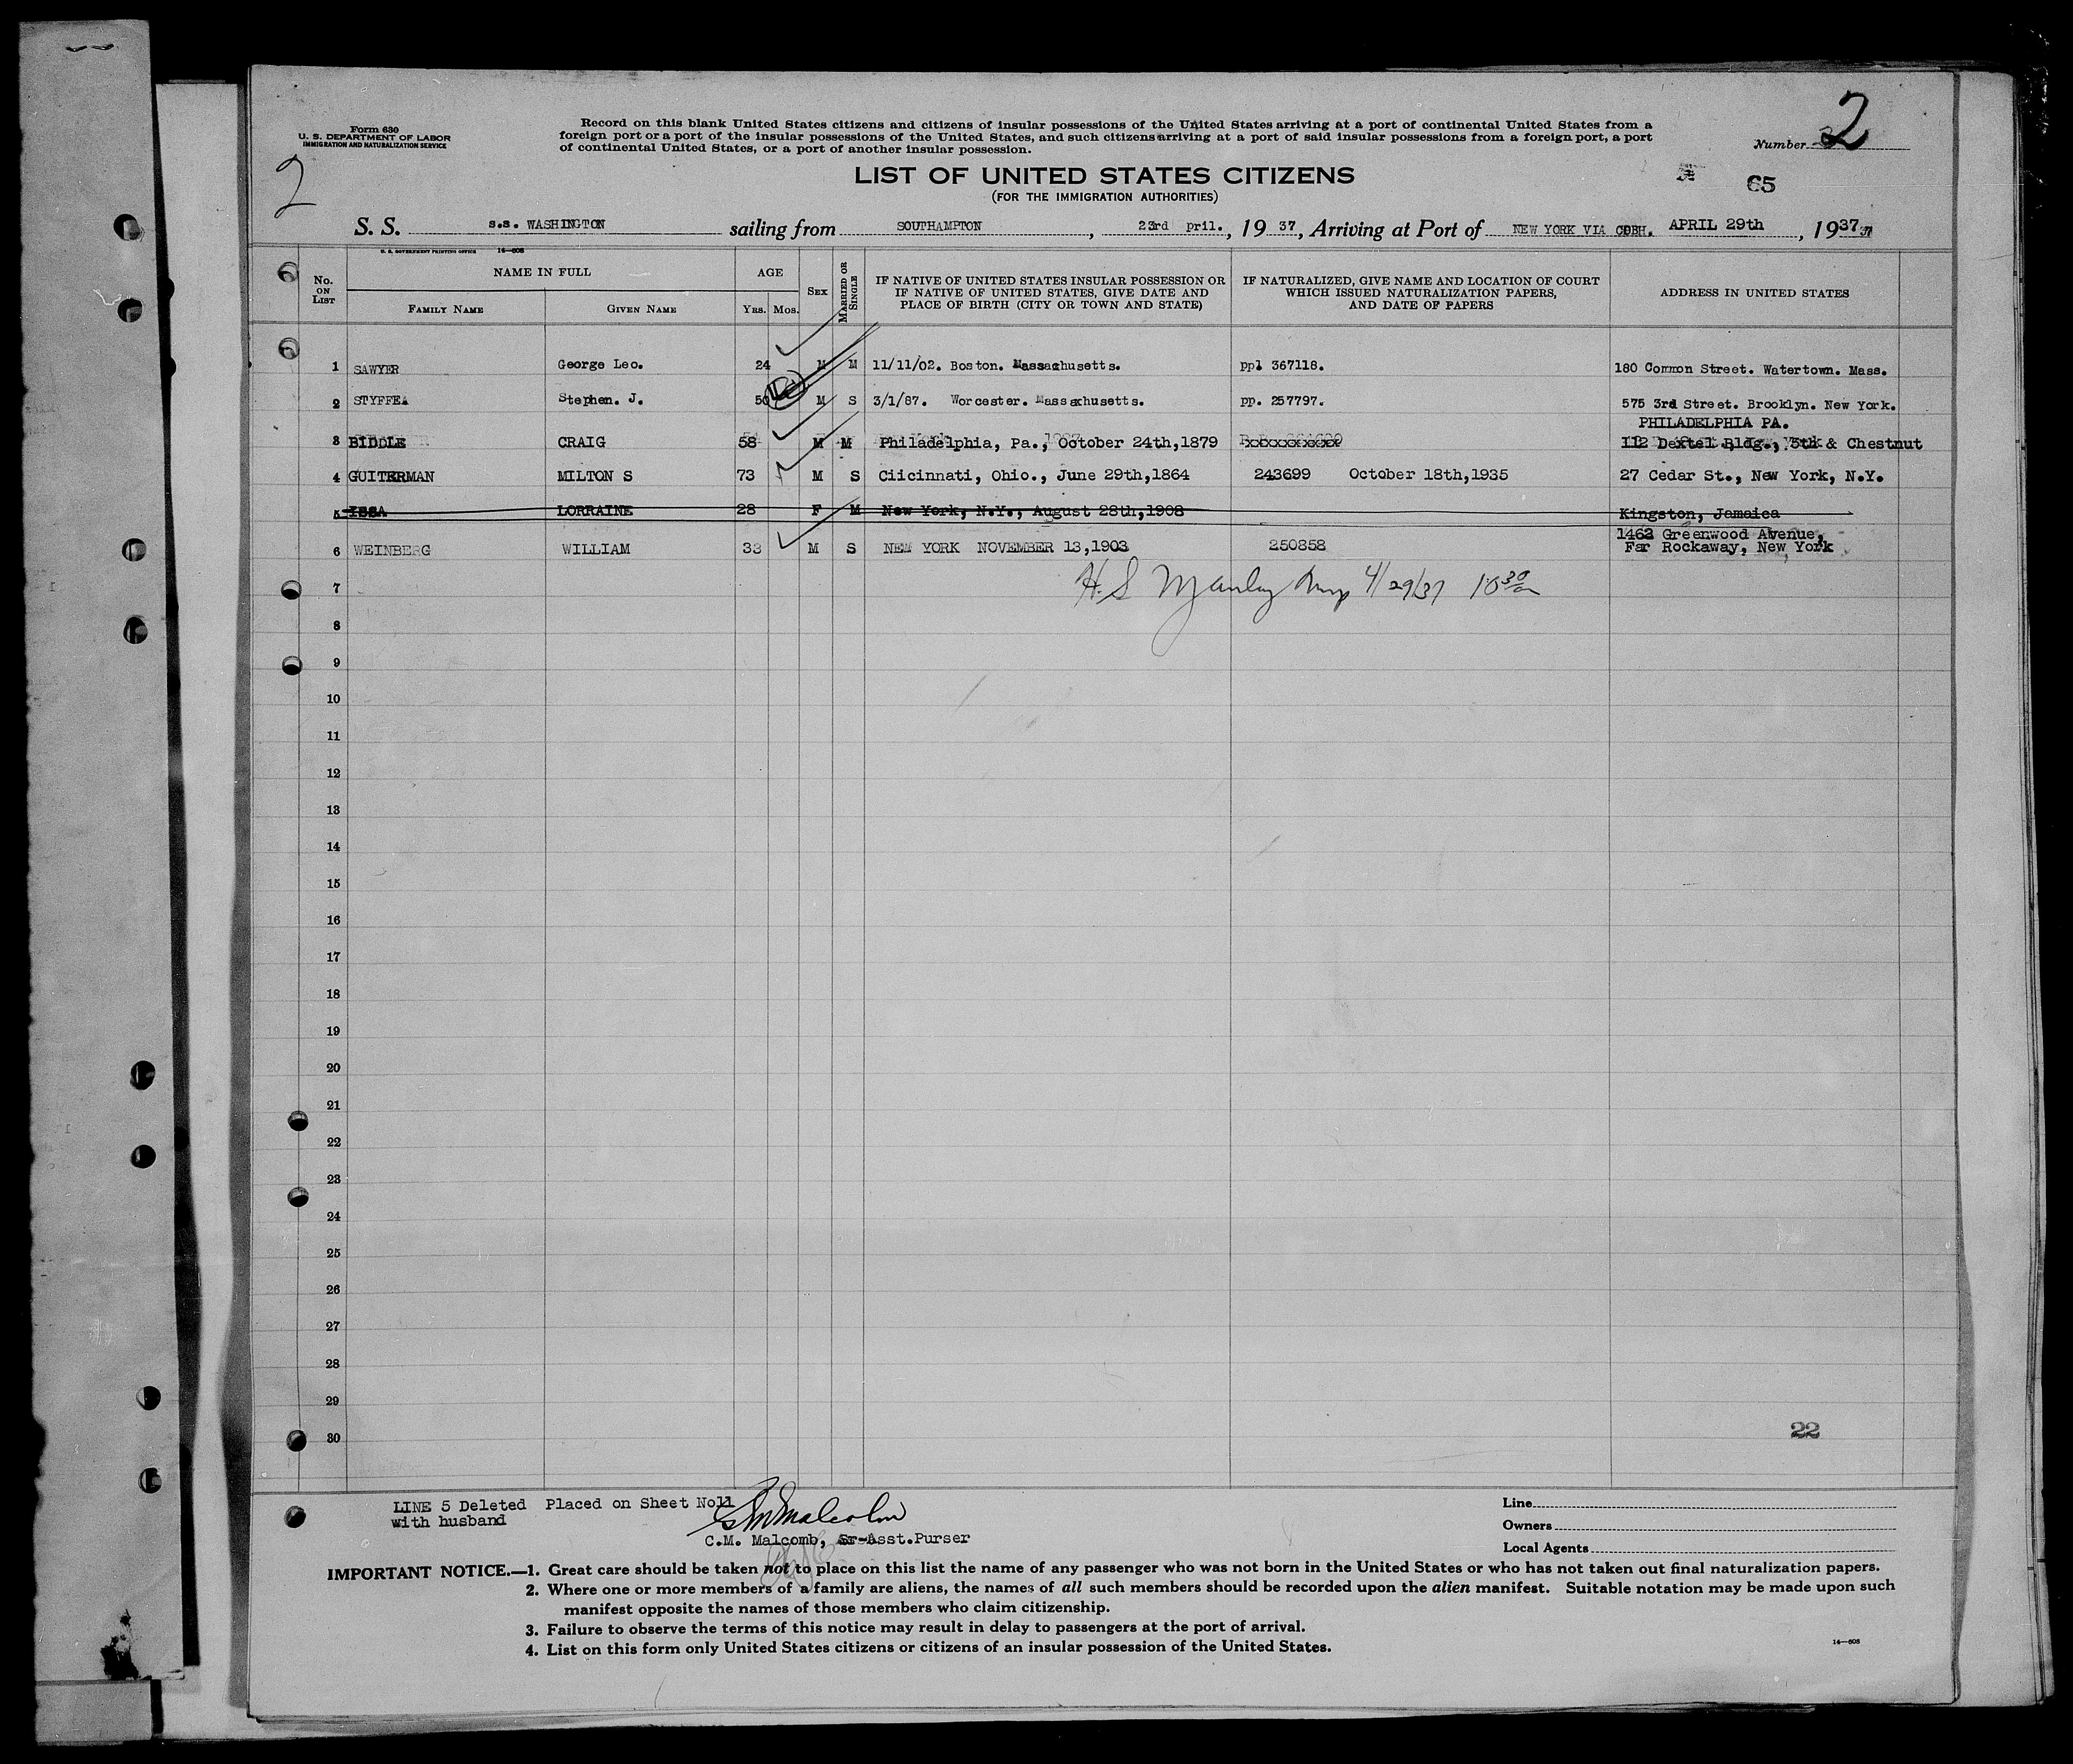 Form 630
U. S. DEPARTMENT OF LABOR
IMMIGRATION AND NATURALIZATION SERVICE
2
Record on this blank United States citizens and citizens of insular possessions of the United States arriving at a port of continental United States from a
foreign port or a port of the insular possessions of the United States, and such citizens arriving at a port of said insular possessions from a foreign port, a port
of continental United States, or a port of another insular possession.
Number 2
LIST OF UNITED STATES CITIZENS
(FOR THE IMMIGRATION AUTHORITIES)
65
S. S. s.s. WASHINGTON sailing from SOUTHAMPTON , 23rd pril. , 19 37, Arriving at Port of NEW YORK VIA COBH. APRIL 29th , 1937 37
U. S. GOVERNMENT PRINTING OFFICE 14—608
No. ON LIST NAME IN FULL AGE SEX MARRIED OR SINGLE IF NATIVE OF UNITED STATES INSULAR POSSESSION OR IF NATIVE OF UNITED STATES, GIVE DATE AND PLACE OF BIRTH (CITY OR TOWN AND STATE) IF NATURALIZED, GIVE NAME AND LOCATION OF COURT WHICH ISSUED NATURALIZATION PAPERS, AND DATE OF PAPERS ADDRESS IN UNITED STATES
FAMILY NAME GIVEN NAME YRS. MOS.
1 SAWYER George Leo. 24 M M 11/11/02. Boston. Massachusetts. ppl 367118. 180 Common Street. Watertown. Mass.
2 STYFFEA Stephen. J. 50 M S 3/1/87. Worcester. Massachusetts. pp. 257797. 575 3rd Street. Brooklyn. New York.
PHILADELPHIA PA.
3 BIDDLE CRAIG 58 M M Philadelphia, Pa., October 24th,1879 xxxxxxxxxxx 112 Dextel Bldg., 5th & Chestnut
4 GUITERMAN MILTON S 73 M S Ciicinnati, Ohio., June 29th,1864 243699 October 18th,1935 27 Cedar St., New York, N.Y.
5 ISSA LORRAINE 28 F M New York, N.Y., August 28th,1908 Kingston, Jamaica
1462 Greenwood Avenue,
6 WEINBERG WILLIAM 33 M S NEW YORK NOVEMBER 13,1903 250858 Far Rockaway, New York
H. S Manley 4/29/37 10 30
7
8
9
10
11
12
13
14
15
16
17
18
19
20
21
22
23
24
25
26
27
28
29
22
30
LINE 5 Deleted Placed on Sheet No11
with husband
C M Malcolm
C.M. Malcomb, Sr-Asst.Purser
Line
Owners
Local Agents
IMPORTANT NOTICE.—1. Great care should be taken not to place on this list the name of any passenger who was not born in the United States or who has not taken out final naturalization papers.
2. Where one or more members of a family are aliens, the names of all such members should be recorded upon the alien manifest. Suitable notation may be made upon such
manifest opposite the names of those members who claim citizenship.
3. Failure to observe the terms of this notice may result in delay to passengers at the port of arrival.
4. List on this form only United States citizens or citizens of an insular possession of the United States.
14—608